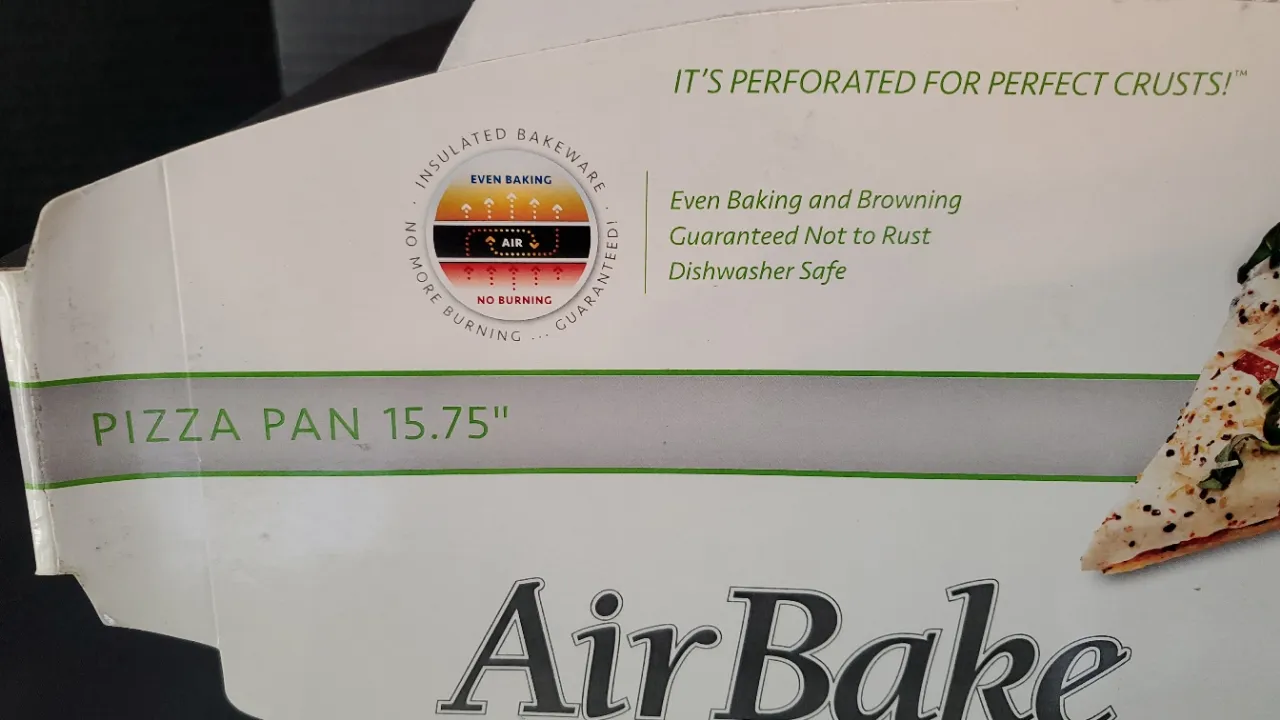 IT'S PERFORATED FOR PERFECT CRUSTS!™
INSULATED BAKEWARE
· NO MORE BURNING ... GUARANTEED! ·
EVEN BAKING
AIR
NO BURNING
Even Baking and Browning
Guaranteed Not to Rust
Dishwasher Safe
PIZZA PAN 15.75"
AirBake